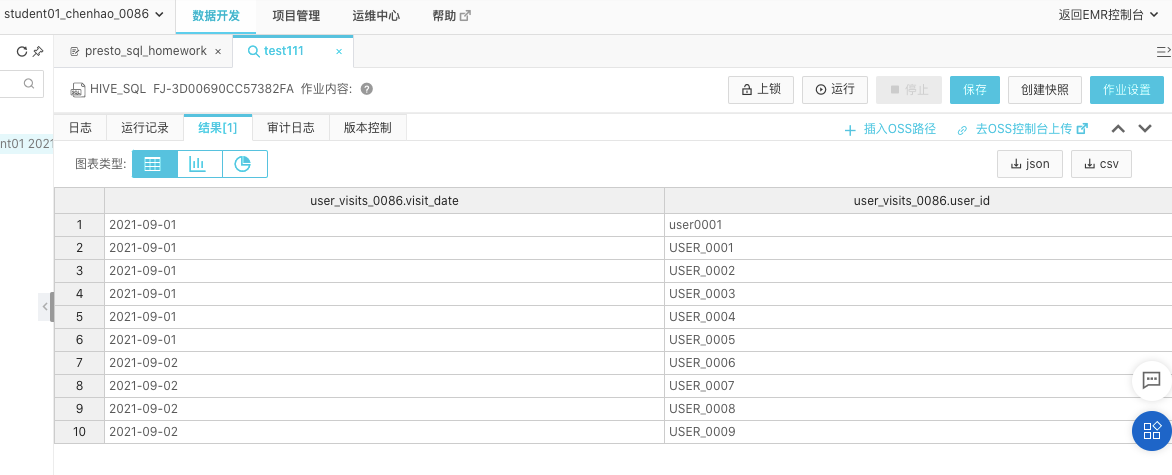 student01_chenhao_0086 数据开发 项目管理 运维中心 帮助 返回EMR控制台
presto_sql_homework × test111 ×
HIVE_SQL FJ-3D00690CC57382FA 作业内容: ? 上锁 运行 停止 保存 创建快照 作业设置
日志 运行记录 结果[1] 审计日志 版本控制 插入OSS路径 去OSS控制台上传
nt01 2021
图表类型: json csv
user_visits_0086.visit_date user_visits_0086.user_id
1 2021-09-01 user0001
2 2021-09-01 USER_0001
3 2021-09-01 USER_0002
4 2021-09-01 USER_0003
5 2021-09-01 USER_0004
6 2021-09-01 USER_0005
7 2021-09-02 USER_0006
8 2021-09-02 USER_0007
9 2021-09-02 USER_0008
10 2021-09-02 USER_0009